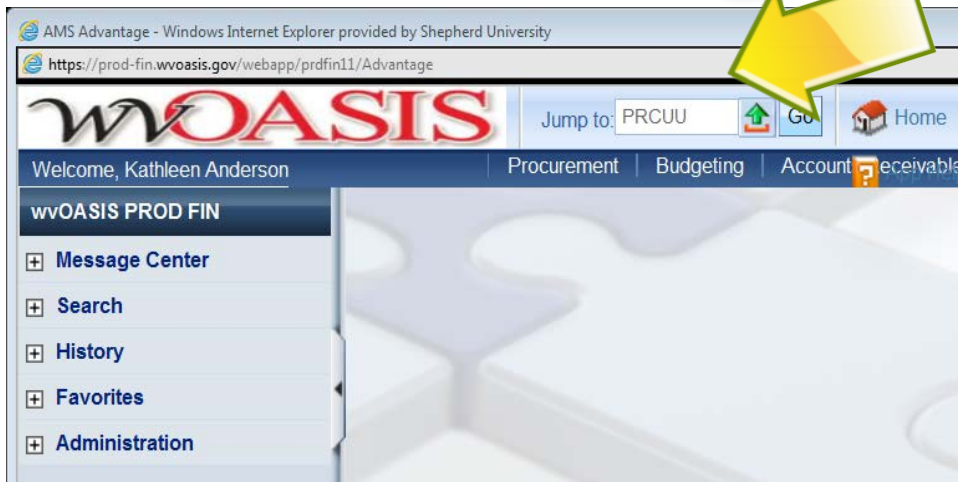 AMS Advantage - Windows Internet Explorer provided by Shepherd University
https://prod-fin.wvoasis.gov/webapp/prdfin11/Advantage
wvOASIS
Jump to: PRCUU Go Home
Welcome, Kathleen Anderson Procurement Budgeting
wvOASIS PROD FIN
Message Center
Search
History
Favorites
Administration